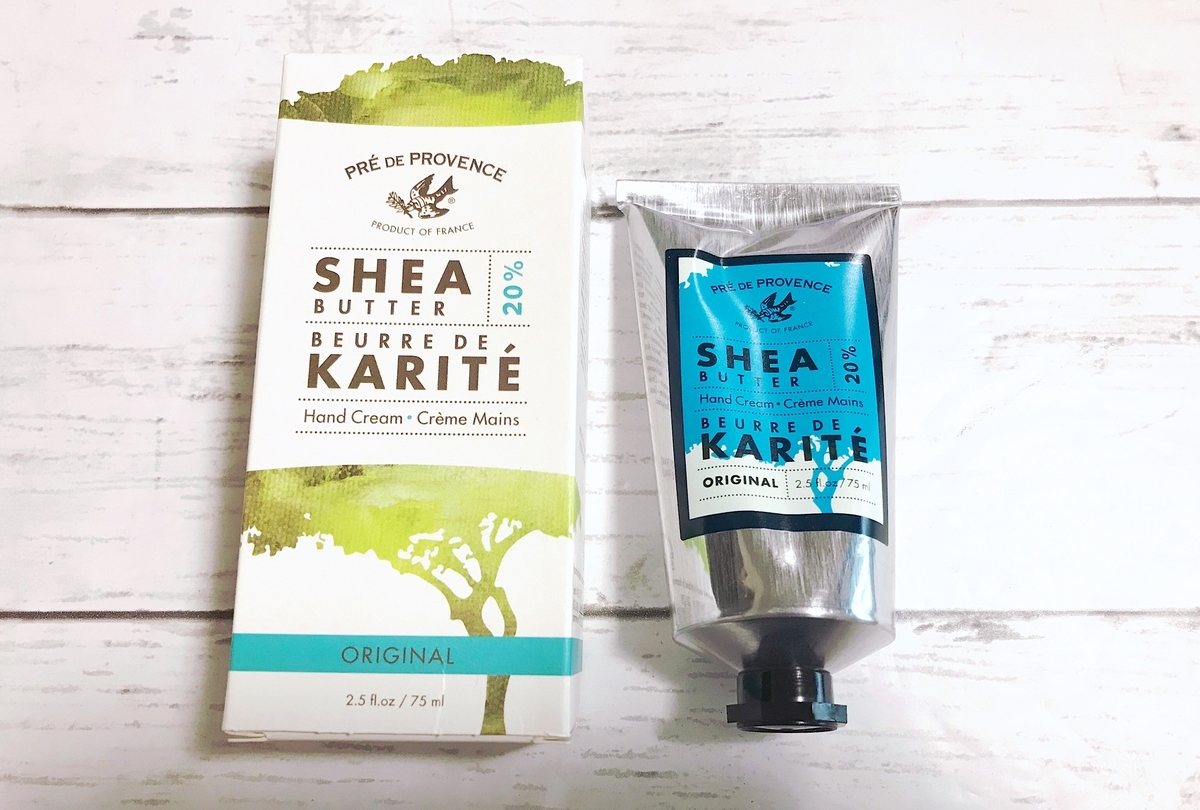 PRÉ DE PROVENCE
®
PRODUCT OF FRANCE
SHEA
BUTTER
20%
BEURRE DE
KARITÉ
Hand Cream • Crème Mains
ORIGINAL
2.5 fl.oz / 75 ml
PRÉ DE PROVENCE
PRODUCT OF FRANCE
SHEA
BUTTER
20%
Hand Cream • Crème Mains
BEURRE DE
KARITÉ
ORIGINAL
2.5 fl.oz / 75 ml